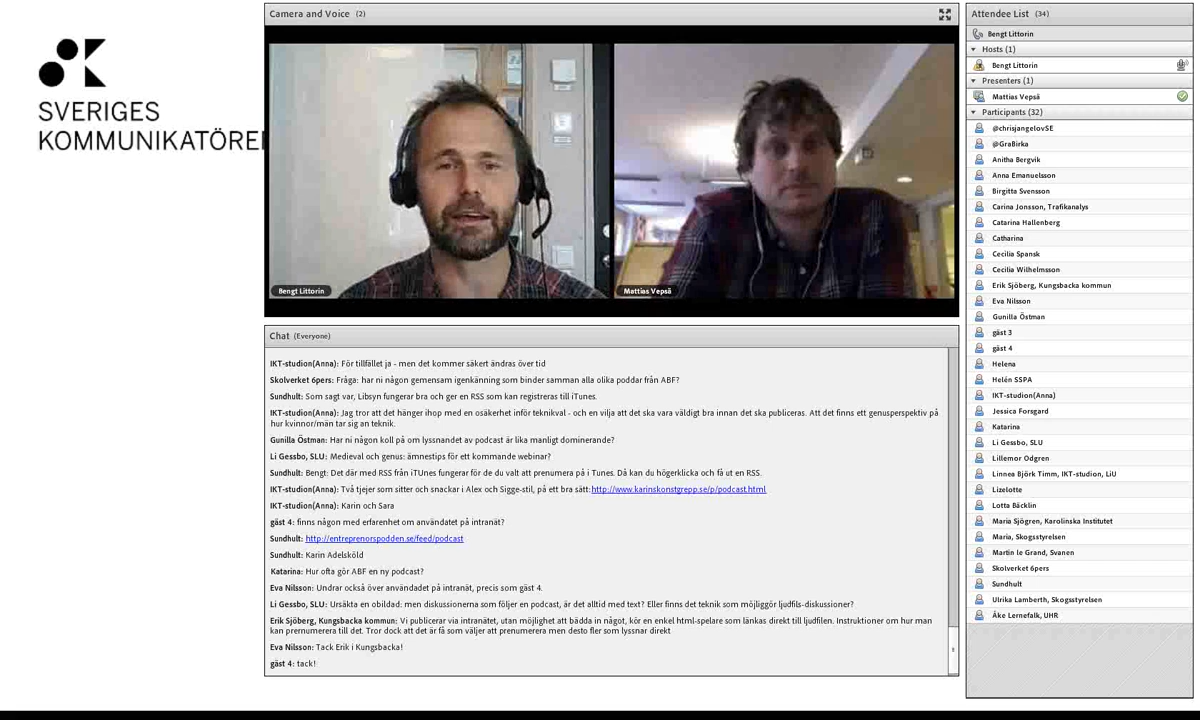 SVERIGES
KOMMUNIKATÖRER
Camera and Voice (2)
Bengt Littorin
Mattias Vepsä
Chat (Everyone)
IKT-studion(Anna): För tillfället ja - men det kommer säkert ändras över tid
Skolverket 6pers: Fråga: har ni någon gemensam igenkänning som binder samman alla olika poddar från ABF?
Sundhult: Som sagt var, Libsyn fungerar bra och ger en RSS som kan registreras till iTunes.
IKT-studion(Anna): Jag tror att det hänger ihop med en osäkerhet inför teknikval - och en vilja att det ska vara väldigt bra innan det ska publiceras. Att det finns ett genusperspektiv på
hur kvinnor/män tar sig an teknik.
Gunilla Östman: Har ni någon koll på om lyssnandet av podcast är lika manligt dominerande?
Li Gessbo, SLU: Medieval och genus: ämnestips för ett kommande webinar?
Sundhult: Bengt: Det där med RSS från iTUnes fungerar för de du valt att prenumera på i Tunes. Då kan du högerklicka och få ut en RSS.
IKT-studion(Anna): Två tjejer som sitter och snackar i Alex och Sigge-stil, på ett bra sätt:http://www.karinskonstgrepp.se/p/podcast.html
IKT-studion(Anna): Karin och Sara
gäst 4: finns någon med erfarenhet om användatet på intranät?
Sundhult: http://entreprenorspodden.se/feed/podcast
Sundhult: Karin Adelsköld
Katarina: Hur ofta gör ABF en ny podcast?
Eva Nilsson: Undrar också över användadet på intranät, precis som gäst 4.
Li Gessbo, SLU: Ursäkta en obildad: men diskussionerna som följer en podcast, är det alltid med text? Eller finns det teknik som möjliggör ljudfils-diskussioner?
Erik Sjöberg, Kungsbacka kommun: Vi publicerar via intranätet, utan möjlighet att bädda in något, kör en enkel html-spelare som länkas direkt till ljudfilen. Instruktioner om hur man
kan prenumerera till det. Tror dock att det är få som väljer att prenumerera men desto fler som lyssnar direkt
Eva Nilsson: Tack Erik i Kungsbacka!
gäst 4: tack!
Attendee List (34)
Bengt Littorin
Hosts (1)
Bengt Littorin
Presenters (1)
Mattias Vepsä
Participants (32)
@chrisjangelovSE
@GraBirka
Anitha Bergvik
Anna Emanuelsson
Birgitta Svensson
Carina Jonsson, Trafikanalys
Catarina Hallenberg
Catharina
Cecilia Spansk
Cecilia Wilhelmsson
Erik Sjöberg, Kungsbacka kommun
Eva Nilsson
Gunilla Östman
gäst 3
gäst 4
Helena
Helén SSPA
IKT-studion(Anna)
Jessica Forsgard
Katarina
Li Gessbo, SLU
Lillemor Odgren
Linnea Björk Timm, IKT-studion, LiU
Lizelotte
Lotta Bäcklin
Maria Sjögren, Karolinska Institutet
Maria, Skogsstyrelsen
Martin le Grand, Svanen
Skolverket 6pers
Sundhult
Ulrika Lamberth, Skogsstyrelsen
Åke Lernefalk, UHR